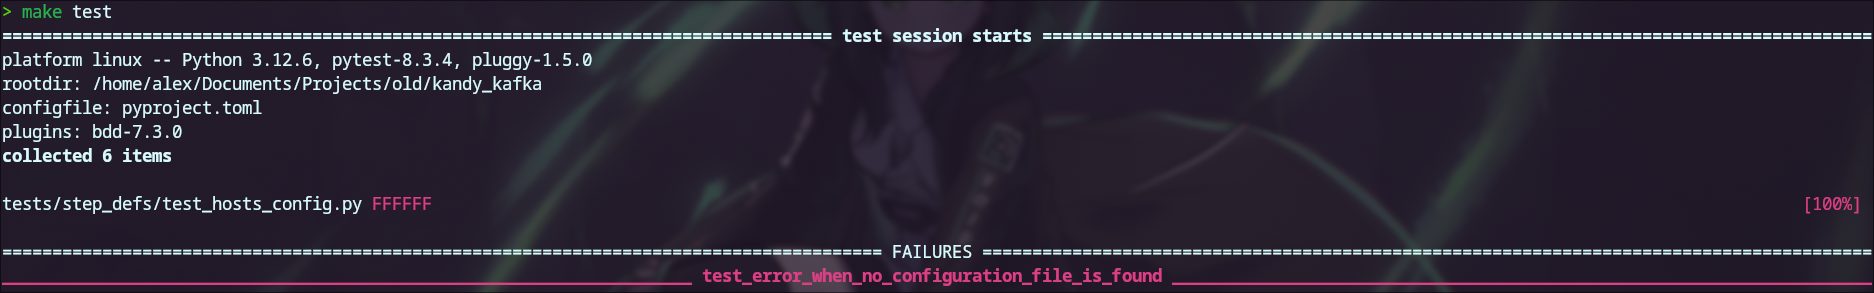 > make test
=================================================================================== test session starts ===================================================================================
platform linux -- Python 3.12.6, pytest-8.3.4, pluggy-1.5.0
rootdir: /home/alex/Documents/Projects/old/kandy_kafka
configfile: pyproject.toml
plugins: bdd-7.3.0
collected 6 items
tests/step_defs/test_hosts_config.py FFFFFF [100%]
======================================================================================== FAILURES =========================================================================================
_____________________________________________________________________ test_error_when_no_configuration_file_is_found ______________________________________________________________________